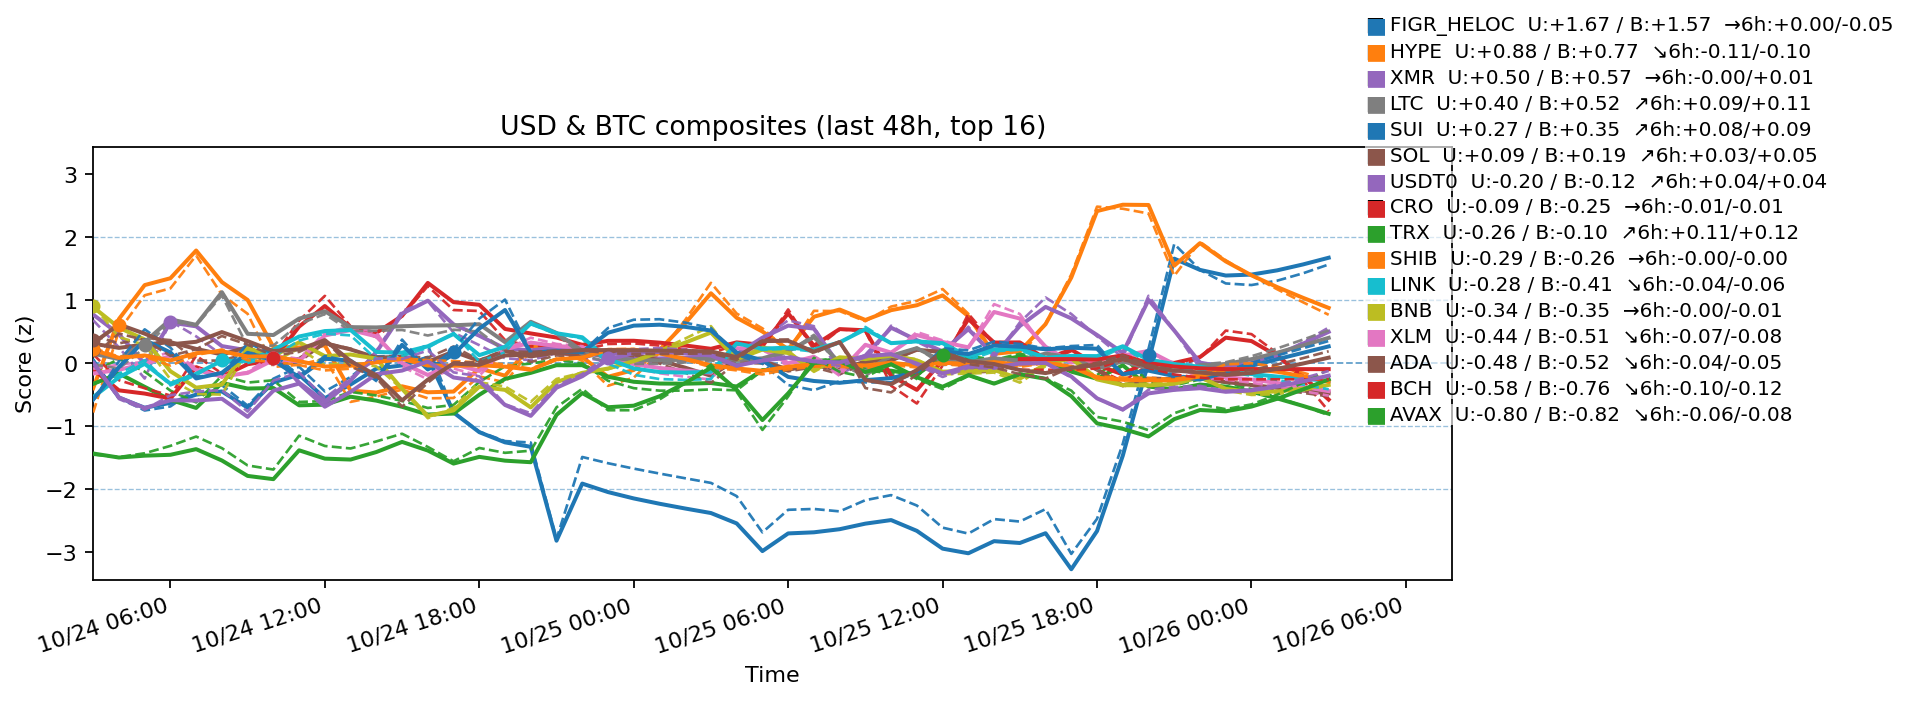 FIGR_HELOC U:+1.67 / B:+1.57 →6h:+0.00/-0.05
HYPE U:+0.88 / B:+0.77 ↘6h:-0.11/-0.10
XMR U:+0.50 / B:+0.57 →6h:-0.00/+0.01
LTC U:+0.40 / B:+0.52 ↗6h:+0.09/+0.11
SUI U:+0.27 / B:+0.35 ↗6h:+0.08/+0.09
SOL U:+0.09 / B:+0.19 ↗6h:+0.03/+0.05
USDT0 U:-0.20 / B:-0.12 ↗6h:+0.04/+0.04
CRO U:-0.09 / B:-0.25 →6h:-0.01/-0.01
TRX U:-0.26 / B:-0.10 ↗6h:+0.11/+0.12
SHIB U:-0.29 / B:-0.26 →6h:-0.00/-0.00
LINK U:-0.28 / B:-0.41 ↘6h:-0.04/-0.06
BNB U:-0.34 / B:-0.35 →6h:-0.00/-0.01
XLM U:-0.44 / B:-0.51 ↘6h:-0.07/-0.08
ADA U:-0.48 / B:-0.52 ↘6h:-0.04/-0.05
BCH U:-0.58 / B:-0.76 ↘6h:-0.10/-0.12
AVAX U:-0.80 / B:-0.82 ↘6h:-0.06/-0.08
USD & BTC composites (last 48h, top 16)
Score (z)
3
2
1
0
−1
−2
−3
10/24 06:00
10/24 12:00
10/24 18:00
10/25 00:00
10/25 06:00
10/25 12:00
10/25 18:00
10/26 00:00
10/26 06:00
Time